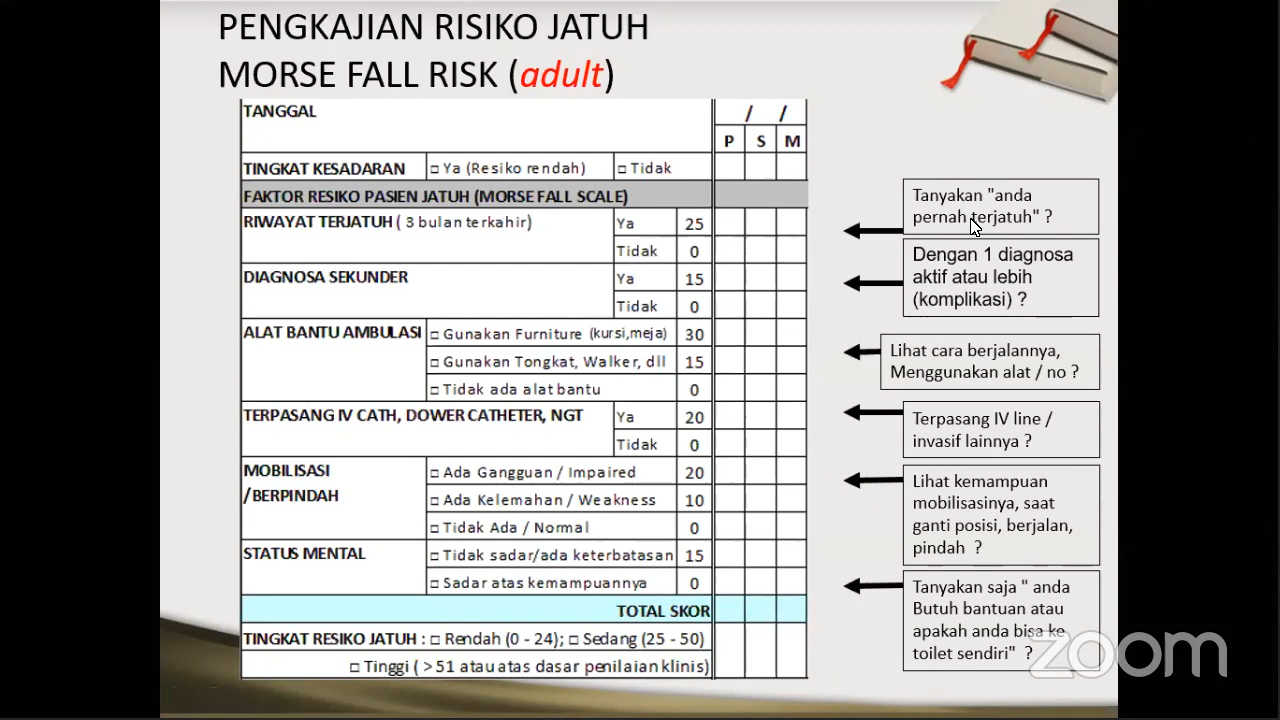 PENGKAJIAN RISIKO JATUH
MORSE FALL RISK (adult)
TANGGAL / /
P S M
TINGKAT KESADARAN □ Ya (Resiko rendah) □ Tidak
FAKTOR RESIKO PASIEN JATUH (MORSE FALL SCALE)
RIWAYAT TERJATUH ( 3 bulan terkahir) Ya 25
Tidak 0
DIAGNOSA SEKUNDER Ya 15
Tidak 0
ALAT BANTU AMBULASI □ Gunakan Furniture (kursi,meja) 30
□ Gunakan Tongkat, Walker, dll 15
□ Tidak ada alat bantu 0
TERPASANG IV CATH, DOWER CATHETER, NGT Ya 20
Tidak 0
MOBILISASI □ Ada Gangguan / Impaired 20
/BERPINDAH □ Ada Kelemahan / Weakness 10
□ Tidak Ada / Normal 0
STATUS MENTAL □ Tidak sadar/ada keterbatasan 15
□ Sadar atas kemampuannya 0
TOTAL SKOR
TINGKAT RESIKO JATUH : □ Rendah (0 - 24); □ Sedang (25 - 50)
□ Tinggi ( > 51 atau atas dasar penilaian klinis)
Tanyakan "anda
pernah terjatuh" ?
Dengan 1 diagnosa
aktif atau lebih
(komplikasi) ?
Lihat cara berjalannya,
Menggunakan alat / no ?
Terpasang IV line /
invasif lainnya ?
Lihat kemampuan
mobilisasinya, saat
ganti posisi, berjalan,
pindah ?
Tanyakan saja " anda
Butuh bantuan atau
apakah anda bisa ke
toilet sendiri" ?
zoom